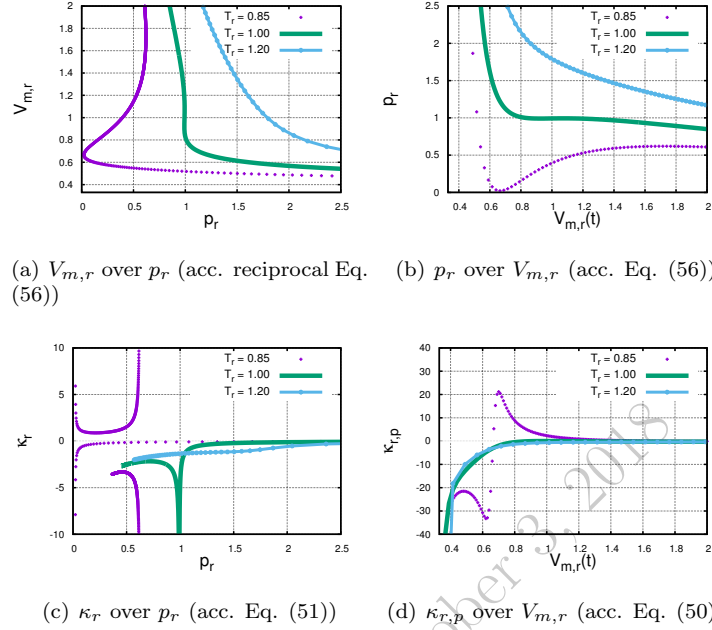 T_r = 0.85
T_r = 1.00
T_r = 1.20
V_{m,r}
2
1.8
1.6
1.4
1.2
1
0.8
0.6
0.4
0 0.5 1 1.5 2 2.5
p_r
T_r = 0.85
T_r = 1.00
T_r = 1.20
p_r
2.5
2
1.5
1
0.5
0
0.4 0.6 0.8 1 1.2 1.4 1.6 1.8 2
V_{m,r}(t)
(a) V_{m,r} over p_r (acc. reciprocal Eq.
(56))
(b) p_r over V_{m,r} (acc. Eq. (56))
T_r = 0.85
T_r = 1.00
T_r = 1.20
κ_r
10
5
0
-5
-10
0 0.5 1 1.5 2 2.5
p_r
T_r = 0.85
T_r = 1.00
T_r = 1.20
κ_{r,p}
40
30
20
10
0
-10
-20
-30
-40
0.4 0.6 0.8 1 1.2 1.4 1.6 1.8 2
V_{m,r}(t)
(c) κ_r over p_r (acc. Eq. (51))
(d) κ_{r,p} over V_{m,r} (acc. Eq. (50)
ober 3, 2018